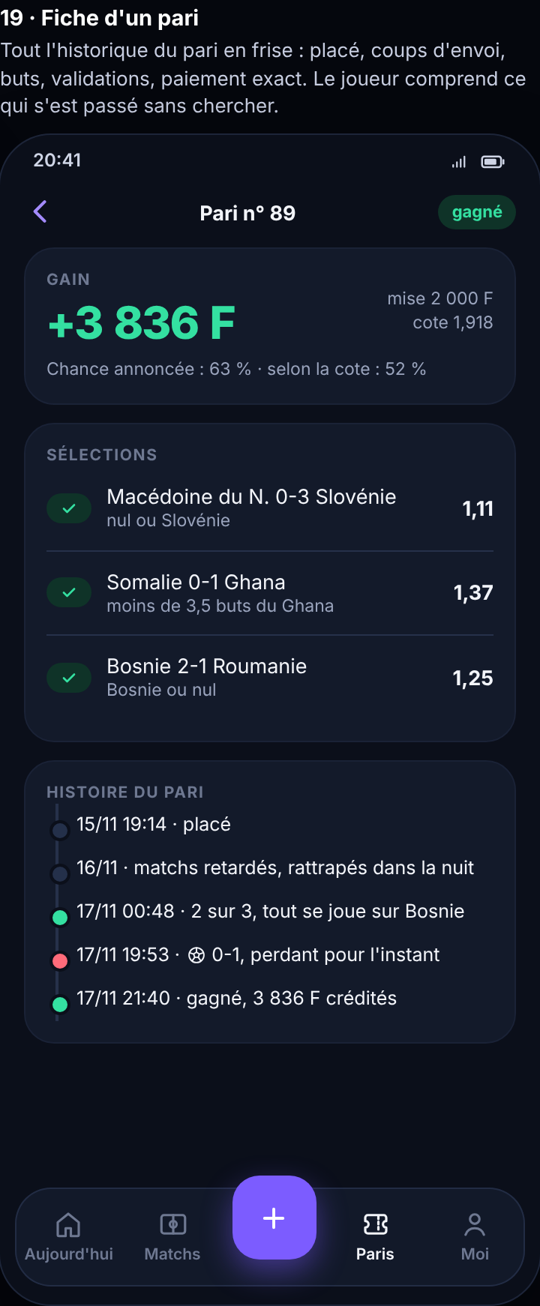 19 · Fiche d'un pari
Tout l'historique du pari en frise : placé, coups d'envoi,
buts, validations, paiement exact. Le joueur comprend ce
qui s'est passé sans chercher.
20:41
Pari n° 89
gagné
GAIN
+3 836 F
mise 2 000 F
cote 1,918
Chance annoncée : 63 % · selon la cote : 52 %
SÉLECTIONS
Macédoine du N. 0-3 Slovénie
nul ou Slovénie
1,11
Somalie 0-1 Ghana
moins de 3,5 buts du Ghana
1,37
Bosnie 2-1 Roumanie
Bosnie ou nul
1,25
HISTOIRE DU PARI
15/11 19:14 · placé
16/11 · matchs retardés, rattrapés dans la nuit
17/11 00:48 · 2 sur 3, tout se joue sur Bosnie
17/11 19:53 · ⚽ 0-1, perdant pour l'instant
17/11 21:40 · gagné, 3 836 F crédités
Aujourd'hui
Matchs
Paris
Moi